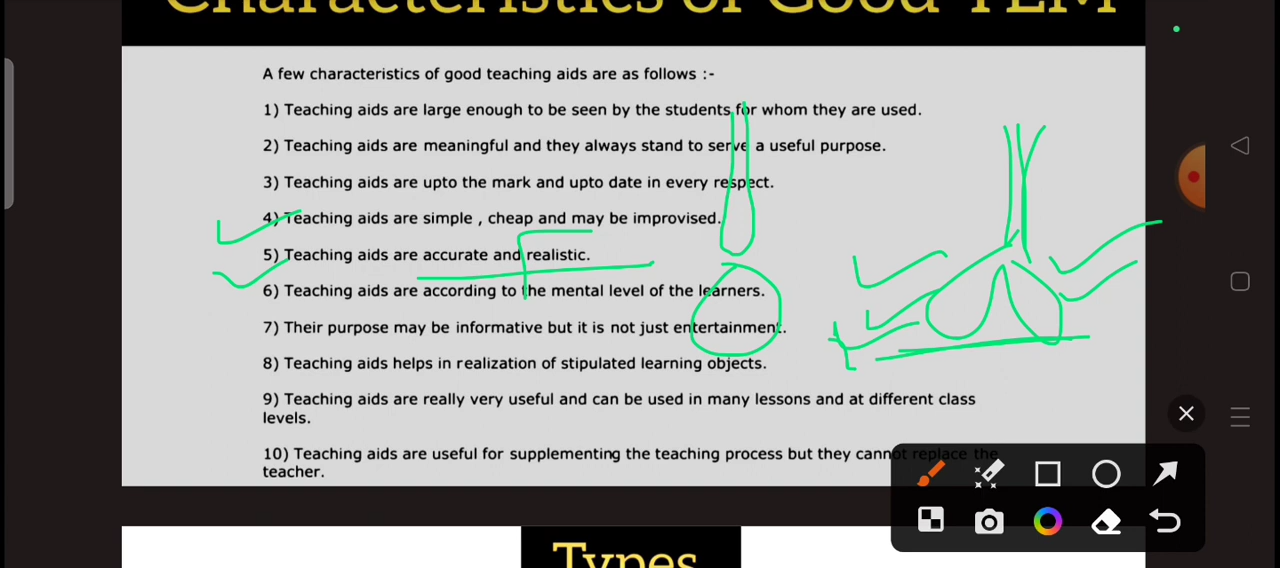 Characteristics of Good TLM
A few characteristics of good teaching aids are as follows :-
1) Teaching aids are large enough to be seen by the students for whom they are used.
2) Teaching aids are meaningful and they always stand to serve a useful purpose.
3) Teaching aids are upto the mark and upto date in every respect.
4) Teaching aids are simple , cheap and may be improvised.
5) Teaching aids are accurate and realistic.
6) Teaching aids are according to the mental level of the learners.
7) Their purpose may be informative but it is not just entertainment.
8) Teaching aids helps in realization of stipulated learning objects.
9) Teaching aids are really very useful and can be used in many lessons and at different class
levels.
10) Teaching aids are useful for supplementing the teaching process but they cannot replace the
teacher.
Types